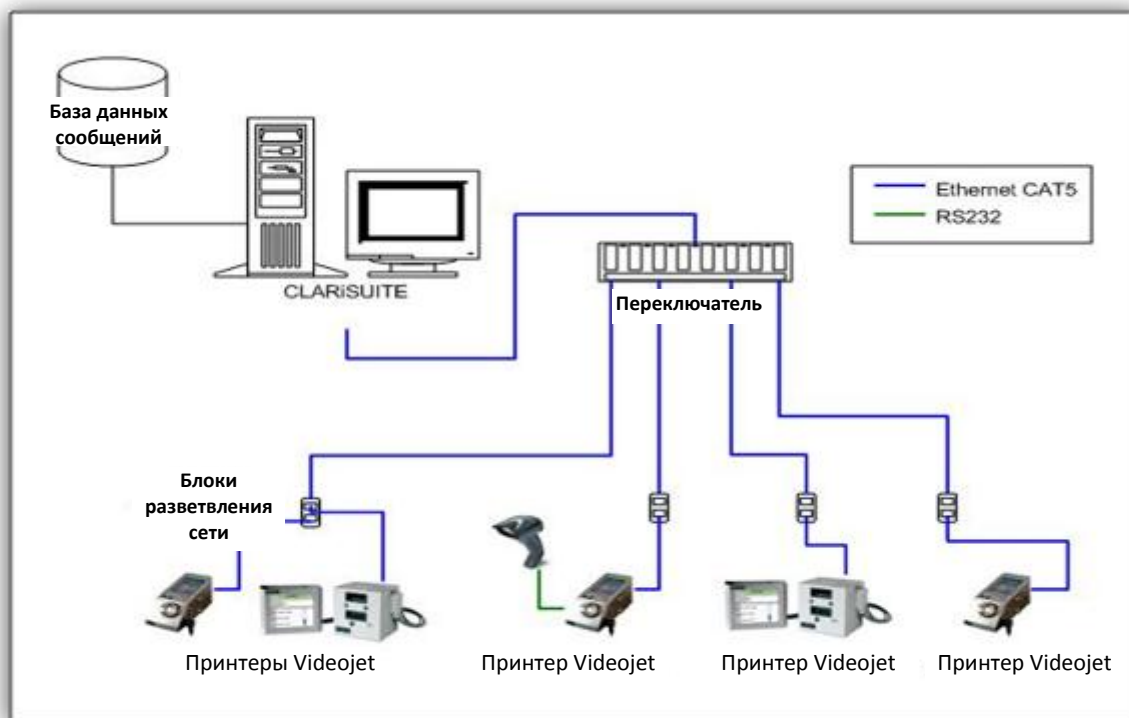 База данных
сообщений
Ethernet CAT5
RS232
CLARiSUITE
Переключатель
Блоки
разветвления
сети
Принтеры Videojet
Принтер Videojet
Принтер Videojet
Принтер Videojet